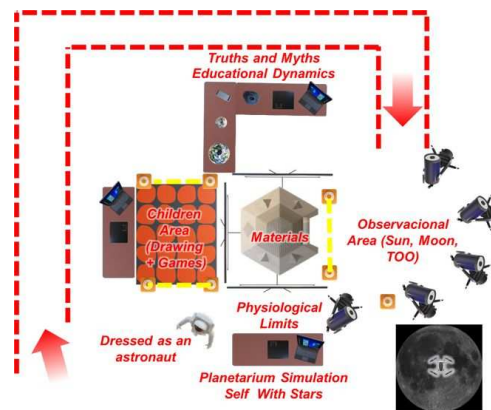 Truths and Myths
Educational Dynamics
Children
Area
(Drawing
+ Games)
Materials
Observacional
Area (Sun, Moon,
TOO)
Physiological
Limits
Dressed as an
astronaut
Planetarium Simulation
Self With Stars